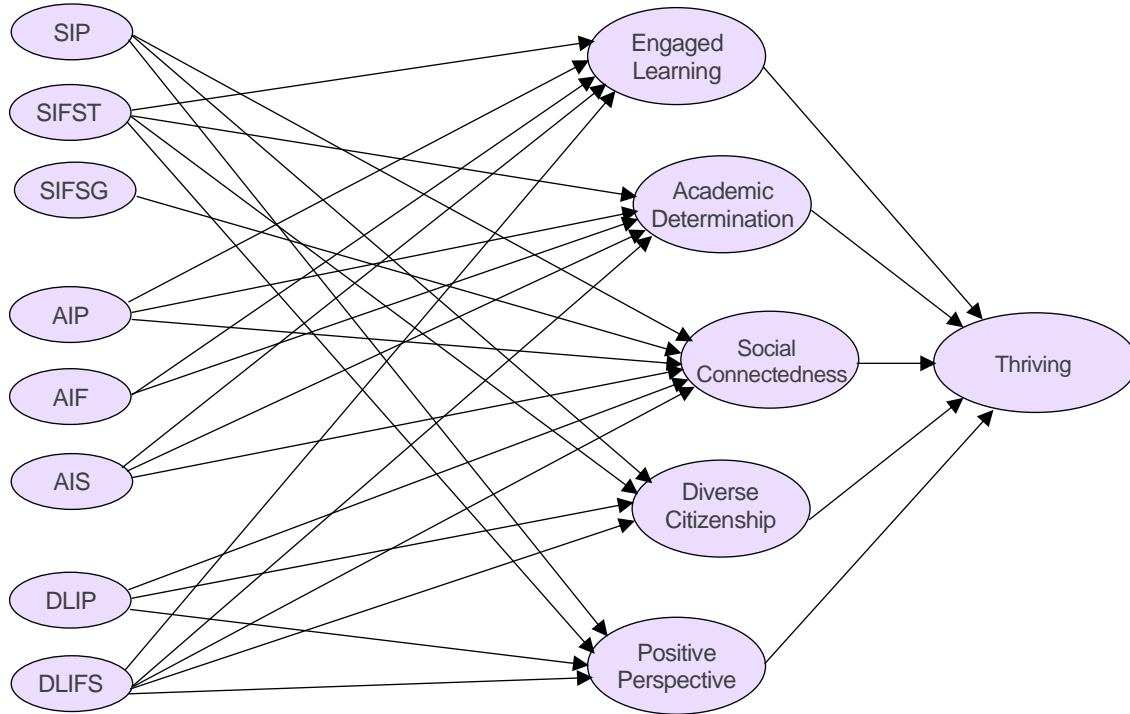 SIP
SIFST
SIFSG
AIP
AIF
AIS
DLIP
DLIFS
Engaged
Learning
Academic
Determination
Social
Connectedness
Diverse
Citizenship
Positive
Perspective
Thriving